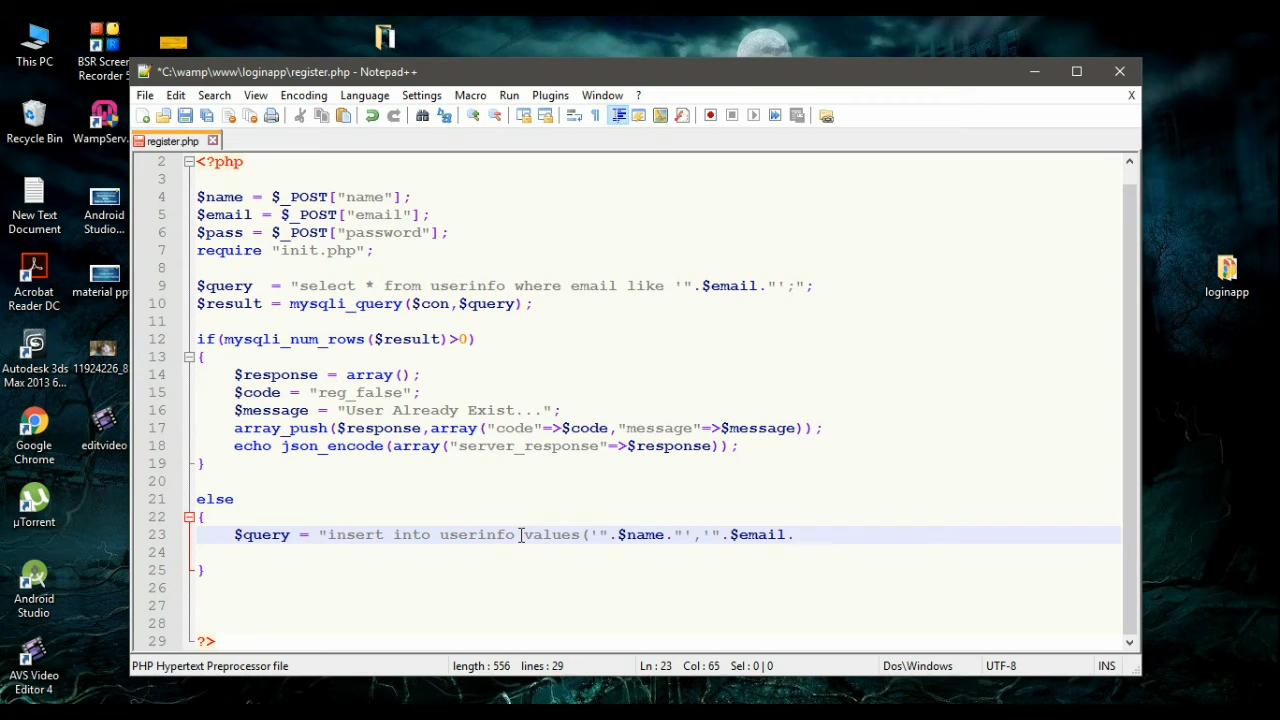 This PC
BSR Screen
Recorder 5
*C:\wamp\www\loginapp\register.php - Notepad++
File Edit Search View Encoding Language Settings Macro Run Plugins Window ? X
register.php
Recycle Bin
WampServ...
New Text
Document
Android
Studio...
Acrobat
Reader DC
material ppt
Autodesk 3ds
Max 2013 6...
11924226_8
Google
Chrome
editvideo
µTorrent
Android
Studio
AVS Video
Editor 4
loginapp
2 <?php
3
4 $name = $_POST["name"];
5 $email = $_POST["email"];
6 $pass = $_POST["password"];
7 require "init.php";
8
9 $query  = "select * from userinfo where email like '".$email."';";
10 $result = mysqli_query($con,$query);
11
12 if(mysqli_num_rows($result)>0)
13 {
14 $response = array();
15 $code = "reg_false";
16 $message = "User Already Exist...";
17 array_push($response,array("code"=>$code,"message"=>$message));
18 echo json_encode(array("server_response"=>$response));
19 }
20
21 else
22 {
23 $query = "insert into userinfo values('".$name."','".$email.
24
25 }
26
27
28
29 ?>
PHP Hypertext Preprocessor file length : 556 lines : 29 Ln : 23 Col : 65 Sel : 0 | 0 Dos\Windows UTF-8 INS